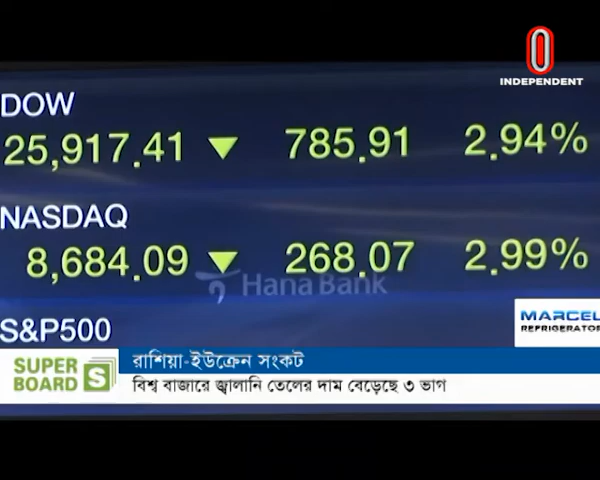 INDEPENDENT
DOW
25,917.41 ▼ 785.91 2.94%
NASDAQ
8,684.09 ▼ 268.07 2.99%
Hana Bank
S&P500
MARCEL
REFRIGERATOR
SUPER BOARD S
রাশিয়া-ইউক্রেন সংকট
বিশ্ব বাজারে জ্বালানি তেলের দাম বেড়েছে ৩ ভাগ